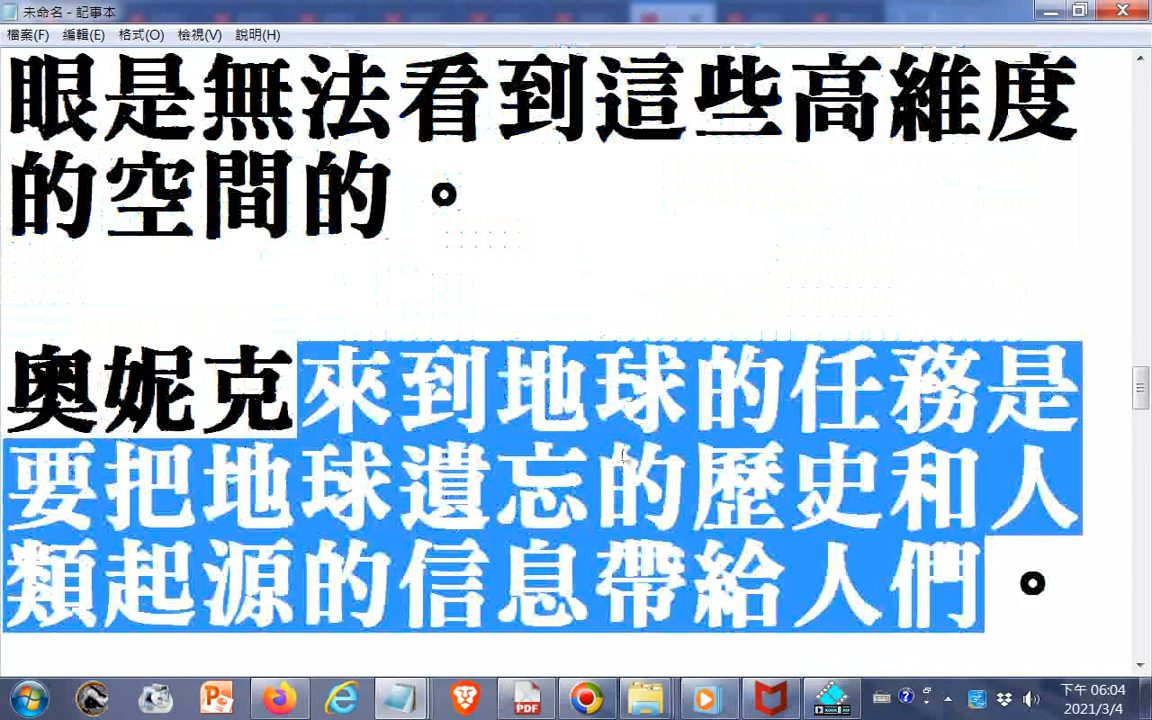 未命名 - 記事本
檔案(F) 編輯(E) 格式(O) 檢視(V) 說明(H)
眼是無法看到這些高維度
的空間的。
奧妮克來到地球的任務是
要把地球遺忘的歷史和人
類起源的信息帶給人們。
PDF
下午 06:04
2021/3/4